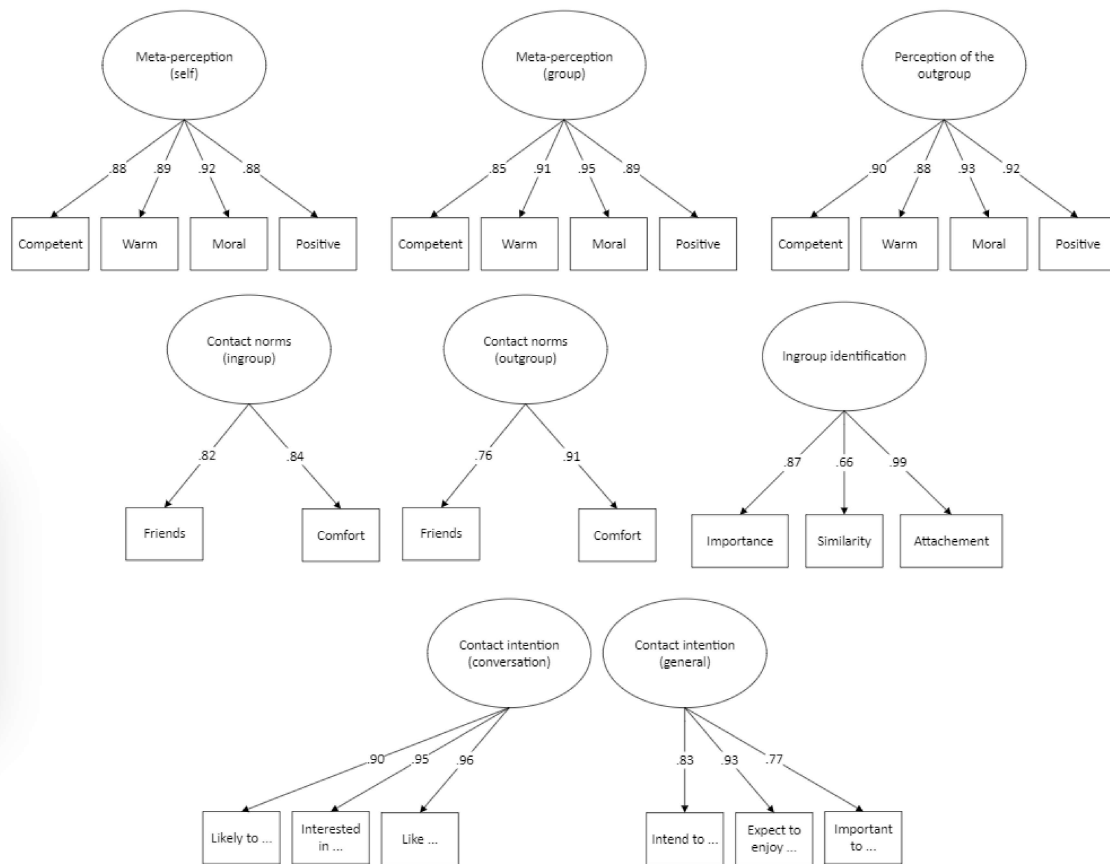 Meta-perception
(self)
Meta-perception
(group)
Perception of the
outgroup
.88 .89 .92 .88
.85 .91 .95 .89
.90 .88 .93 .92
Competent Warm Moral Positive
Competent Warm Moral Positive
Competent Warm Moral Positive
Contact norms
(ingroup)
Contact norms
(outgroup)
Ingroup identification
.82 .84
.76 .91
.87 .66 .99
Friends Comfort
Friends Comfort
Importance Similarity Attachement
Contact intention
(conversation)
Contact intention
(general)
.90 .95 .96
.83 .93 .77
Likely to ...
Interested
in ...
Like ...
Intend to ...
Expect to
enjoy ...
Important
to ...